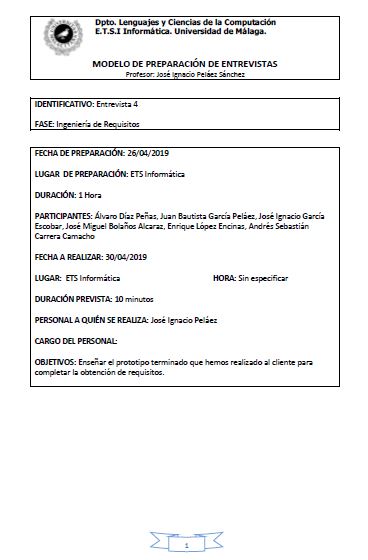 Dpto. Lenguajes y Ciencias de la Computación
E.T.S.I Informática. Universidad de Málaga.
MODELO DE PREPARACIÓN DE ENTREVISTAS
Profesor: José Ignacio Peláez Sánchez
IDENTIFICATIVO: Entrevista 4
FASE: Ingeniería de Requisitos
FECHA DE PREPARACIÓN: 26/04/2019
LUGAR DE PREPARACIÓN: ETS Informática
DURACIÓN: 1 Hora
PARTICIPANTES: Álvaro Díaz Peñas, Juan Bautista García Peláez, José Ignacio García
Escobar, José Miguel Bolaños Alcaraz, Enrique López Encinas, Andrés Sebastián
Carrera Camacho
FECHA A REALIZAR: 30/04/2019
LUGAR: ETS Informática HORA: Sin especificar
DURACIÓN PREVISTA: 10 minutos
PERSONAL A QUIÉN SE REALIZA: José Ignacio Peláez
CARGO DEL PERSONAL:
OBJETIVOS: Enseñar el prototipo terminado que hemos realizado al cliente para
completar la obtención de requisitos.
1